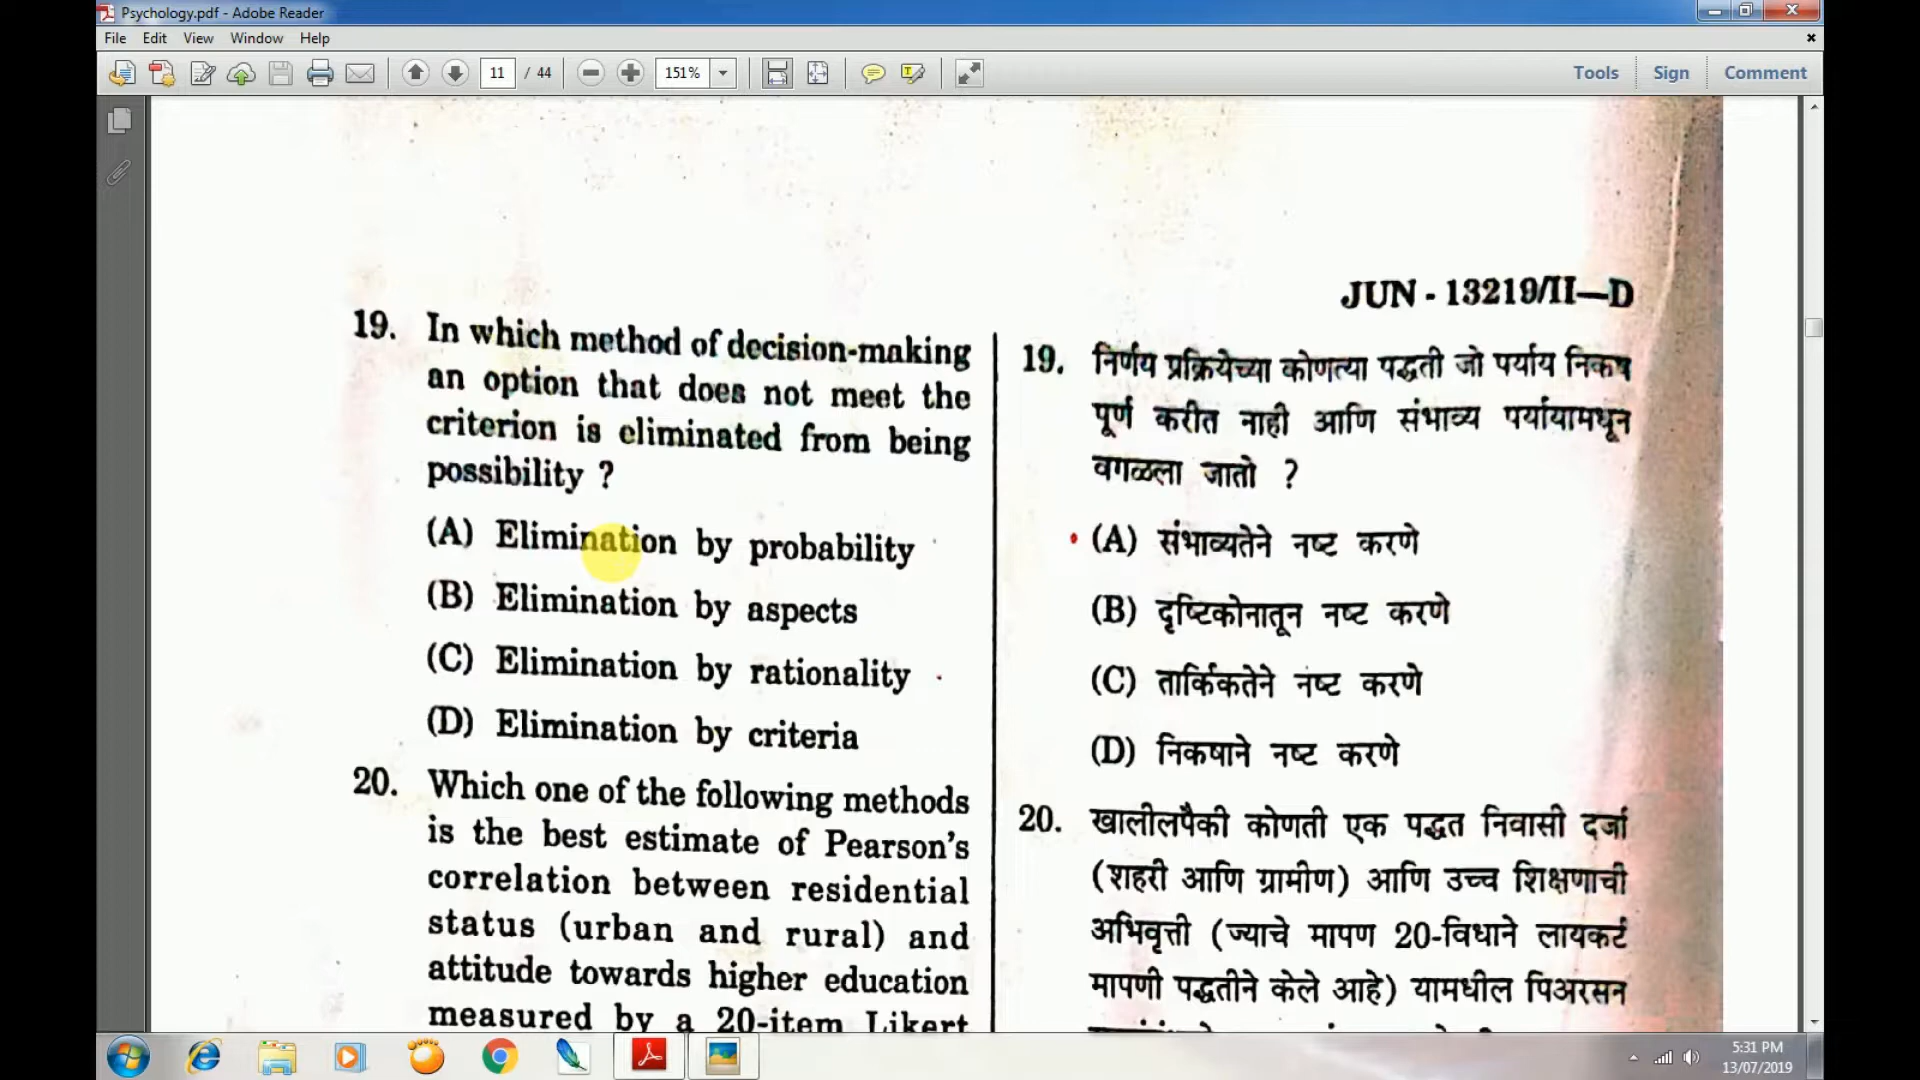 Psychology.pdf - Adobe Reader
File Edit View Window Help
11 / 44 151% Tools Sign Comment
JUN - 13219/II—D
19. In which method of decision-making
an option that does not meet the
criterion is eliminated from being
possibility ?
(A) Elimination by probability
(B) Elimination by aspects
(C) Elimination by rationality
(D) Elimination by criteria
20. Which one of the following methods
is the best estimate of Pearson's
correlation between residential
status (urban and rural) and
attitude towards higher education
measured by a 20-item Likert
19. निर्णय प्रक्रियेच्या कोणत्या पद्धती जो पर्याय निकष
पूर्ण करीत नाही आणि संभाव्य पर्यायामधून
वगळला जातो ?
(A) संभाव्यतेने नष्ट करणे
(B) दृष्टिकोनातून नष्ट करणे
(C) तार्किकतेने नष्ट करणे
(D) निकषाने नष्ट करणे
20. खालीलपैकी कोणती एक पद्धत निवासी दर्जा
(शहरी आणि ग्रामीण) आणि उच्च शिक्षणाची
अभिवृत्ती (ज्याचे मापण 20-विधाने लायकर्ट
मापणी पद्धतीने केले आहे) यामधील पिअरसन
5:31 PM
13/07/2019